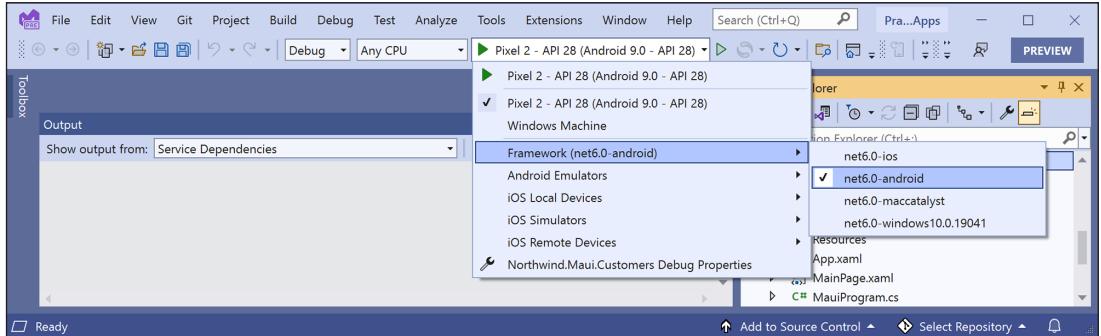 File Edit View Git Project Build Debug Test Analyze Tools Extensions Window Help Search (Ctrl+Q) Pra...Apps
Debug Any CPU Pixel 2 - API 28 (Android 9.0 - API 28) PREVIEW
Toolbox
Pixel 2 - API 28 (Android 9.0 - API 28)
lorer
Pixel 2 - API 28 (Android 9.0 - API 28)
Windows Machine
Output
ion Explorer (Ctrl+;)
Show output from: Service Dependencies
Framework (net6.0-android)
net6.0-ios
Android Emulators
net6.0-android
iOS Local Devices
net6.0-maccatalyst
iOS Simulators
net6.0-windows10.0.19041
iOS Remote Devices
Resources
Northwind.Maui.Customers Debug Properties
App.xaml
MainPage.xaml
C# MauiProgram.cs
Ready Add to Source Control Select Repository